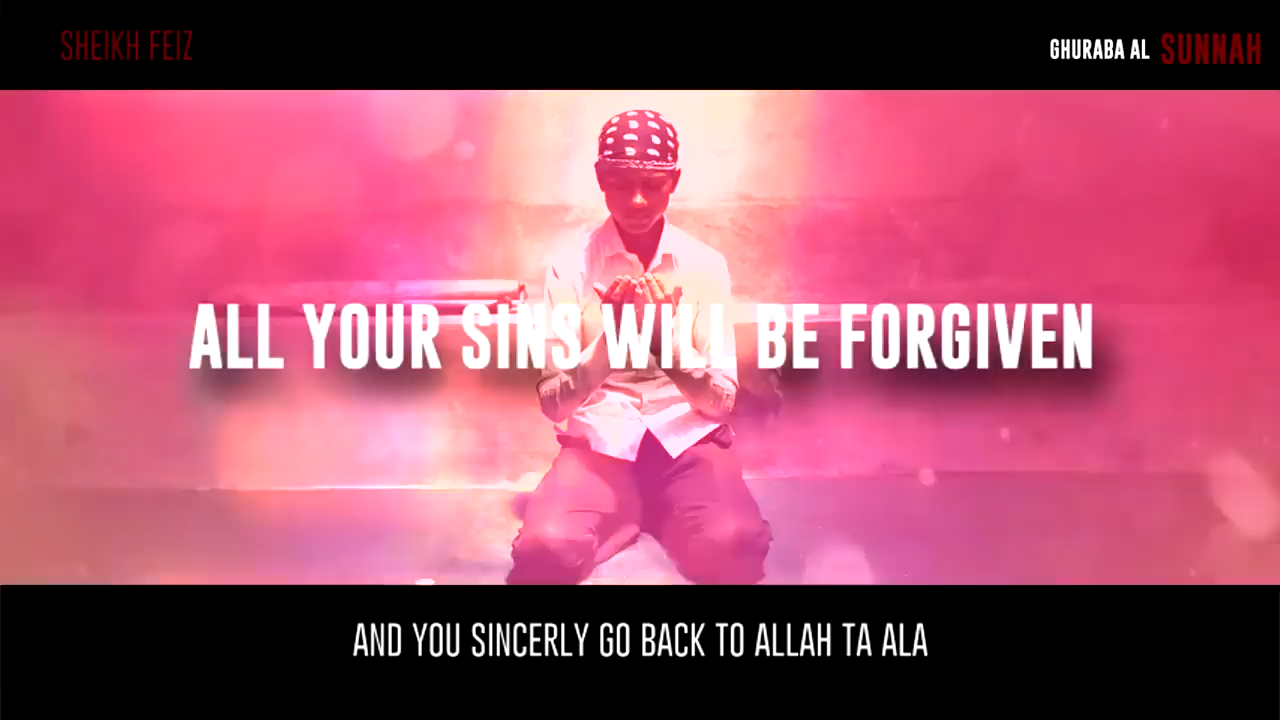 SHEIKH FEIZ
GHURABA AL SUNNAH
ALL YOUR SINS WILL BE FORGIVEN
AND YOU SINCERLY GO BACK TO ALLAH TA ALA